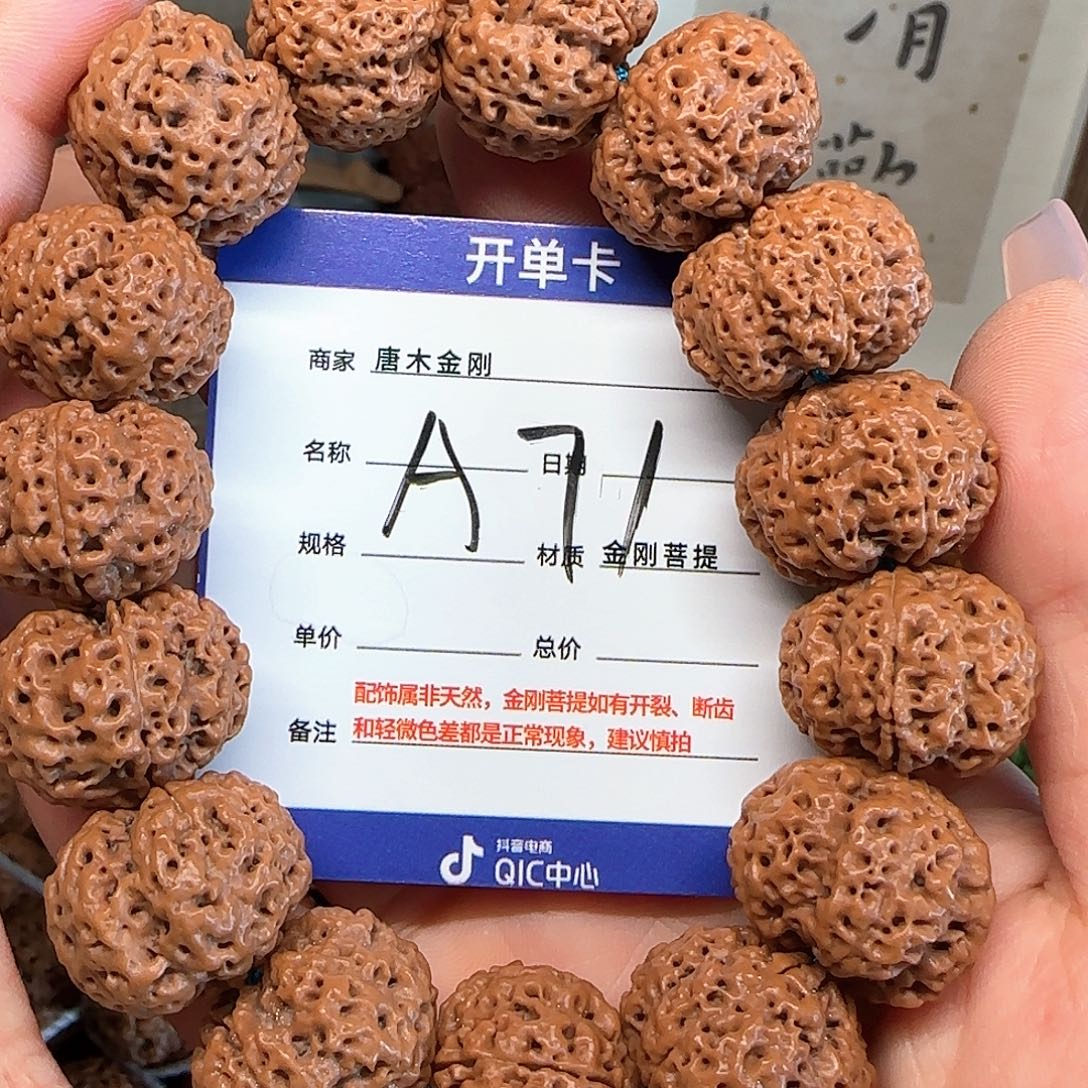 月
开单卡
商家 唐木金刚
名称 日期
A71
规格 材质 金刚菩提
单价 总价
配饰属非天然，金刚菩提如有开裂、断齿
备注 和轻微色差都是正常现象，建议慎拍
抖音电商
QIC中心